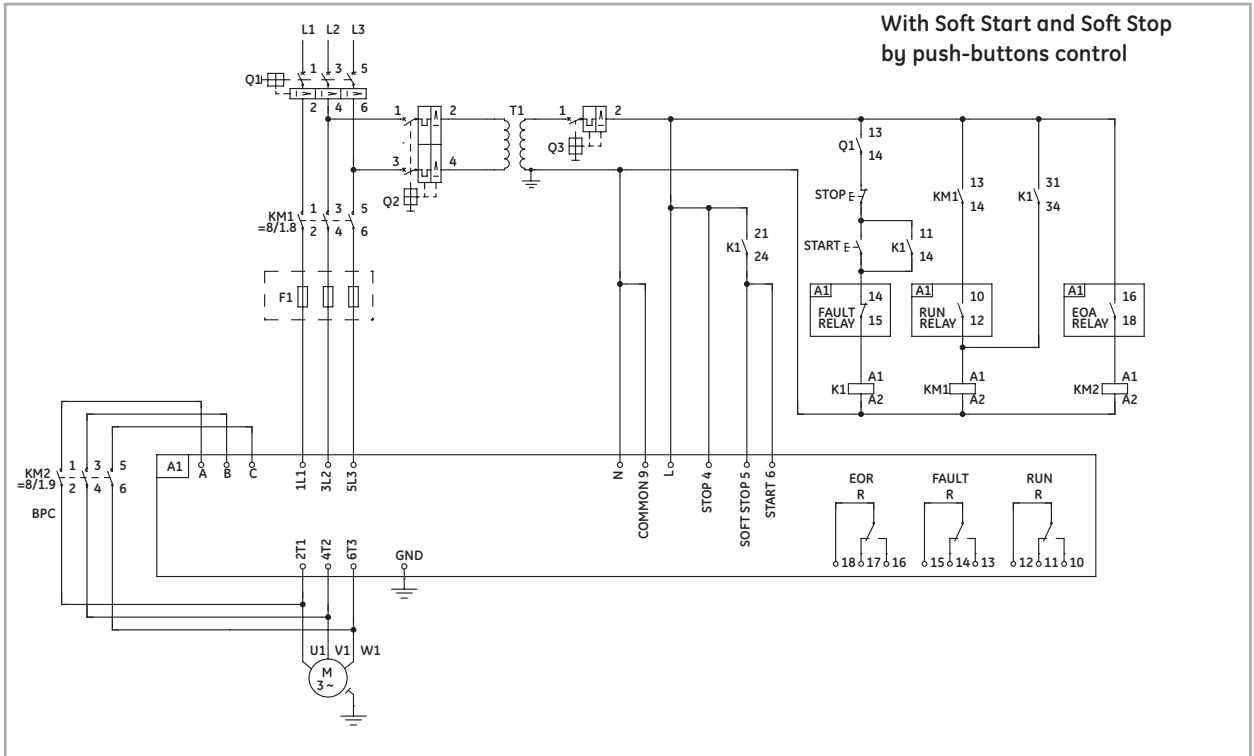 With Soft Start and Soft Stop
by push-buttons control
L1 L2 L3
Q1 1 3 5
I> I> I>
2 4 6
1 2
3 4
Q2
T1
1 2
Q3
KM1
=8/1.8
1 3 5
2 4 6
F1
Q1 13
14
STOP E
START E
K1 11
14
KM1 13
14
K1 31
34
K1 21
24
A1
FAULT
RELAY
14
15
A1
RUN
RELAY
10
12
A1
EOA
RELAY
16
18
K1 A1
A2
KM1 A1
A2
KM2 A1
A2
KM2
=8/1.9
1 3 5
2 4 6
BPC
A1
A B C
1L1 3L2 5L3
N
COMMON 9
L
STOP 4
SOFT STOP 5
START 6
2T1 4T2 6T3
GND
EOR
R
18 17 16
FAULT
R
15 14 13
RUN
R
12 11 10
U1 V1 W1
M
3~